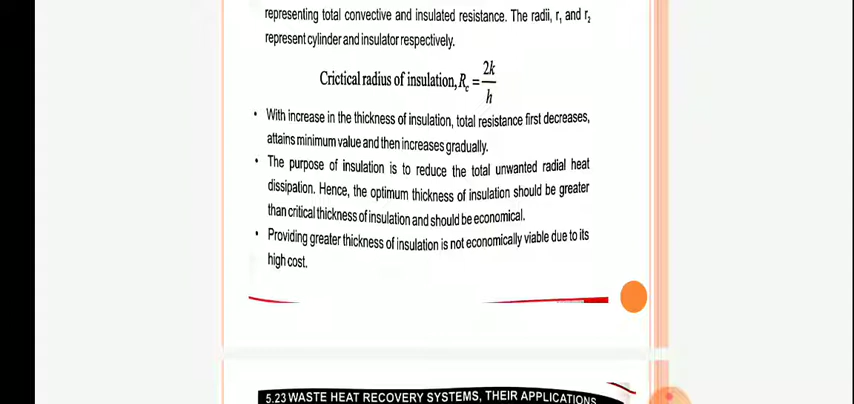 representing total convective and insulated resistance. The radii, r₁ and r₂
represent cylinder and insulator respectively.
Crictical radius of insulation, R_c = 2k/h
• With increase in the thickness of insulation, total resistance first decreases,
attains minimum value and then increases gradually.
• The purpose of insulation is to reduce the total unwanted radial heat
dissipation. Hence, the optimum thickness of insulation should be greater
than critical thickness of insulation and should be economical.
• Providing greater thickness of insulation is not economically viable due to its
high cost.
5.23 WASTE HEAT RECOVERY SYSTEMS, THEIR APPLICATIONS,